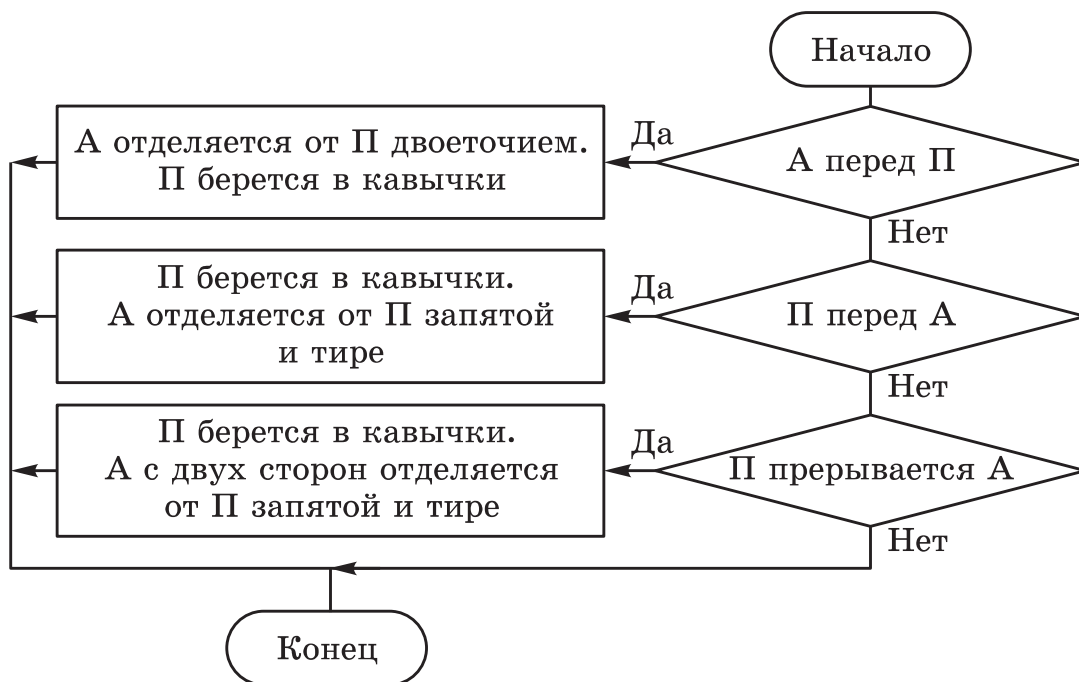 Начало
А отделяется от П двоеточием.
П берется в кавычки
Да
А перед П
Нет
П берется в кавычки.
А отделяется от П запятой
и тире
Да
П перед А
Нет
П берется в кавычки.
А с двух сторон отделяется
от П запятой и тире
Да
П прерывается А
Нет
Конец